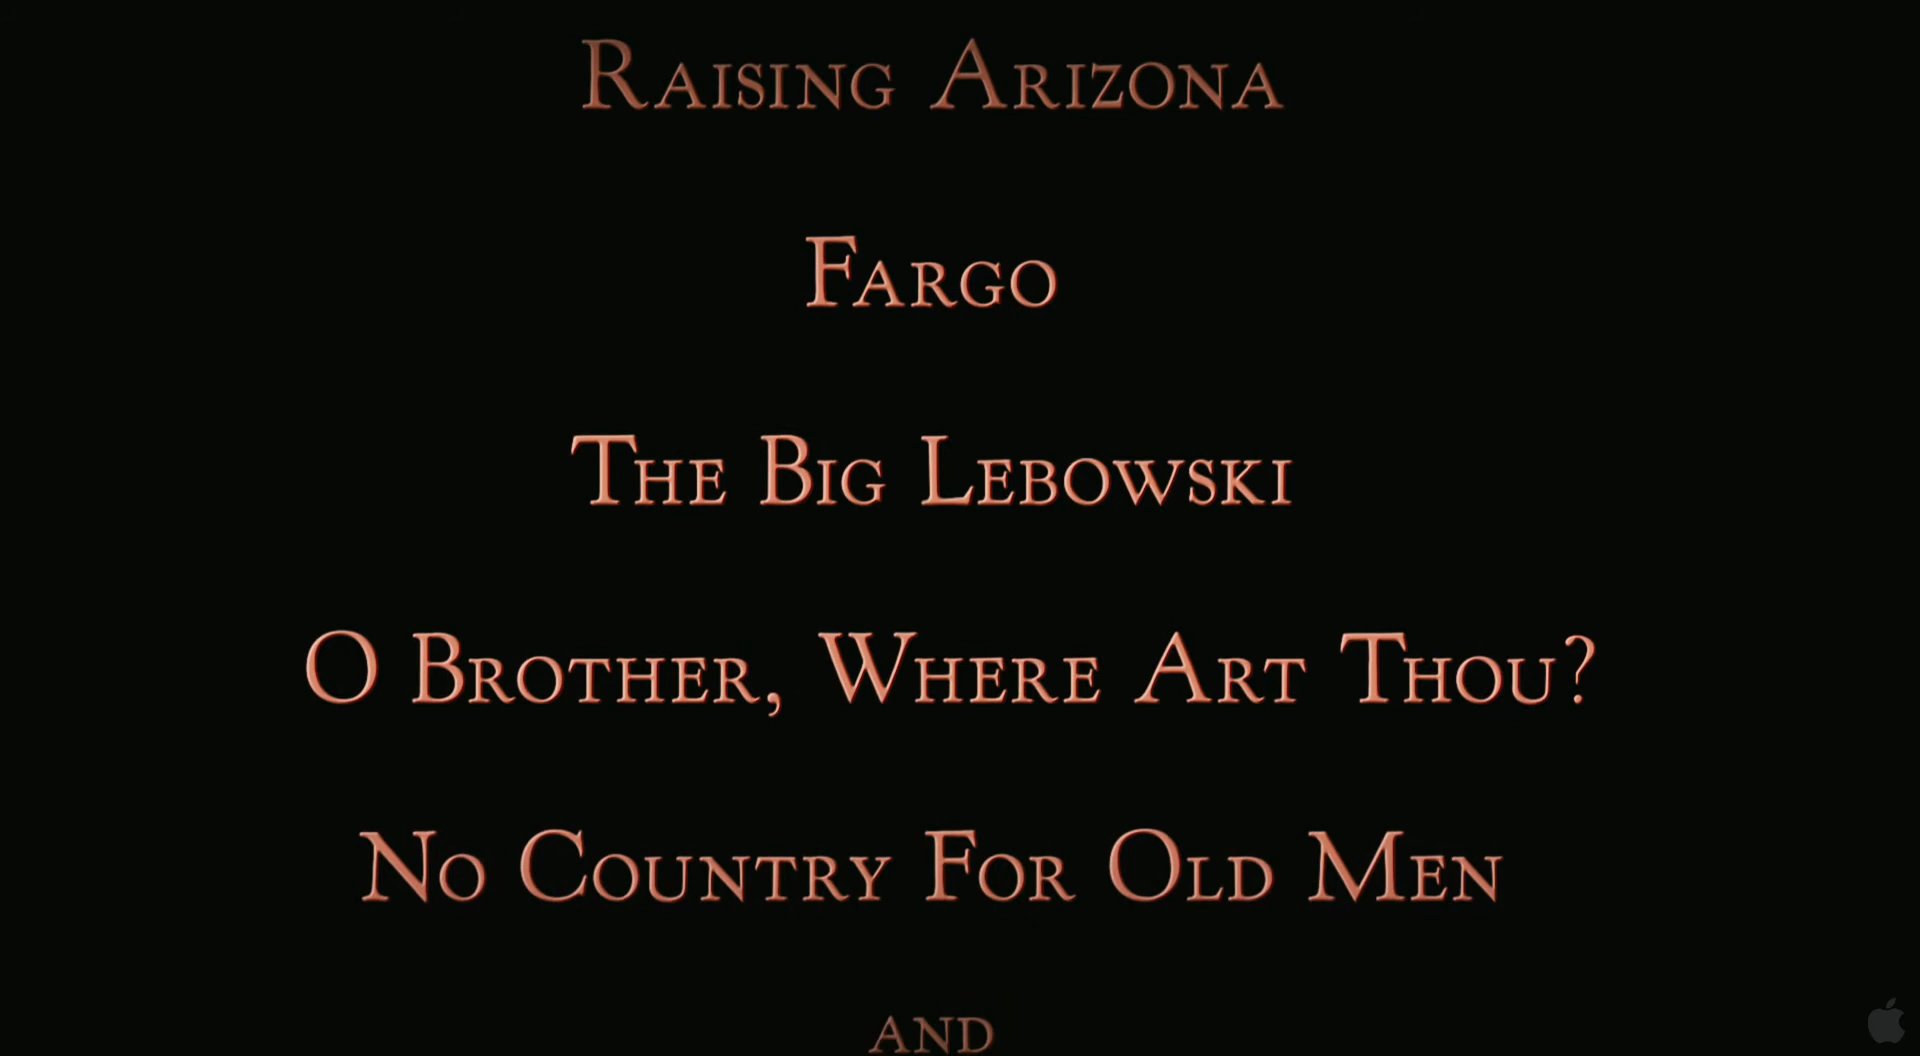 Raising Arizona
Fargo
The Big Lebowski
O Brother, Where Art Thou?
No Country For Old Men
and